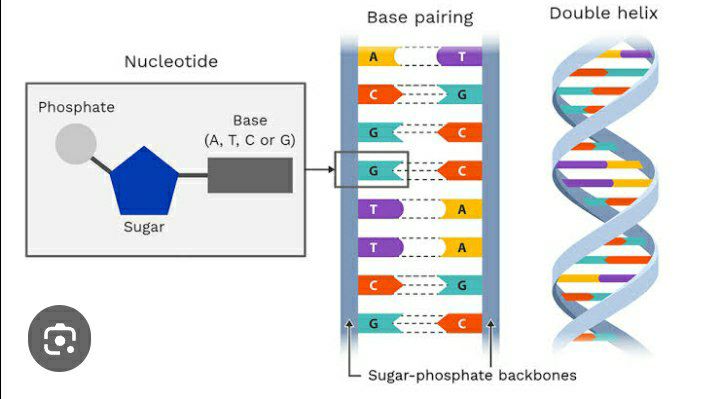 Nucleotide
Phosphate
Base
(A, T, C or G)
Sugar
Base pairing
A T
C G
G C
G C
T A
T A
C G
G C
Sugar-phosphate backbones
Double helix